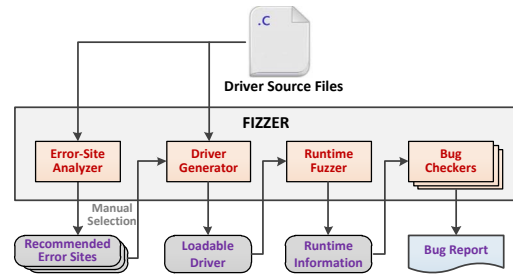 .C
Driver Source Files
FIZZER
Error-Site
Analyzer
Driver
Generator
Runtime
Fuzzer
Bug
Checkers
Manual
Selection
Recommended
Error Sites
Loadable
Driver
Runtime
Information
Bug Report